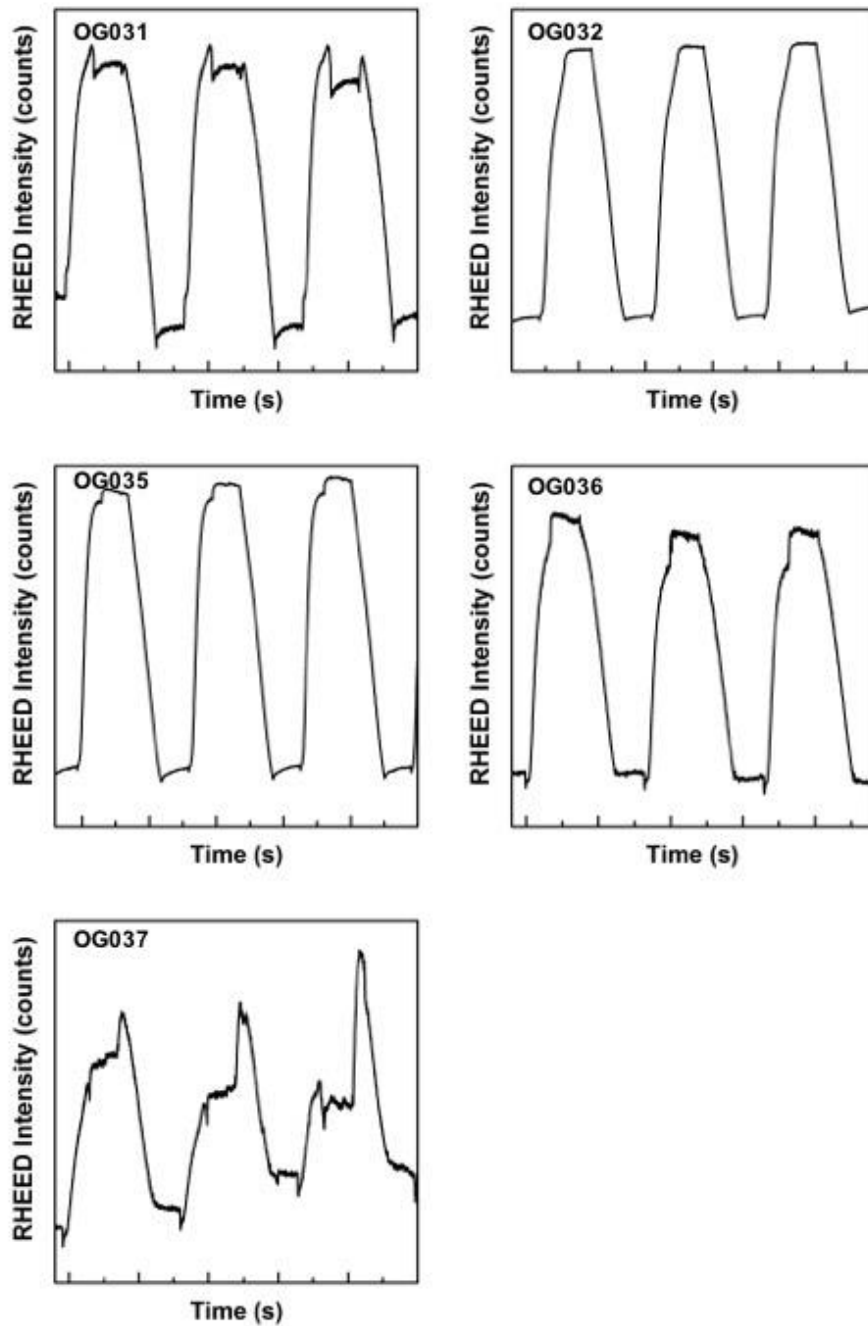 OG031
RHEED Intensity (counts)
Time (s)
OG032
RHEED Intensity (counts)
Time (s)
OG035
RHEED Intensity (counts)
Time (s)
OG036
RHEED Intensity (counts)
Time (s)
OG037
RHEED Intensity (counts)
Time (s)